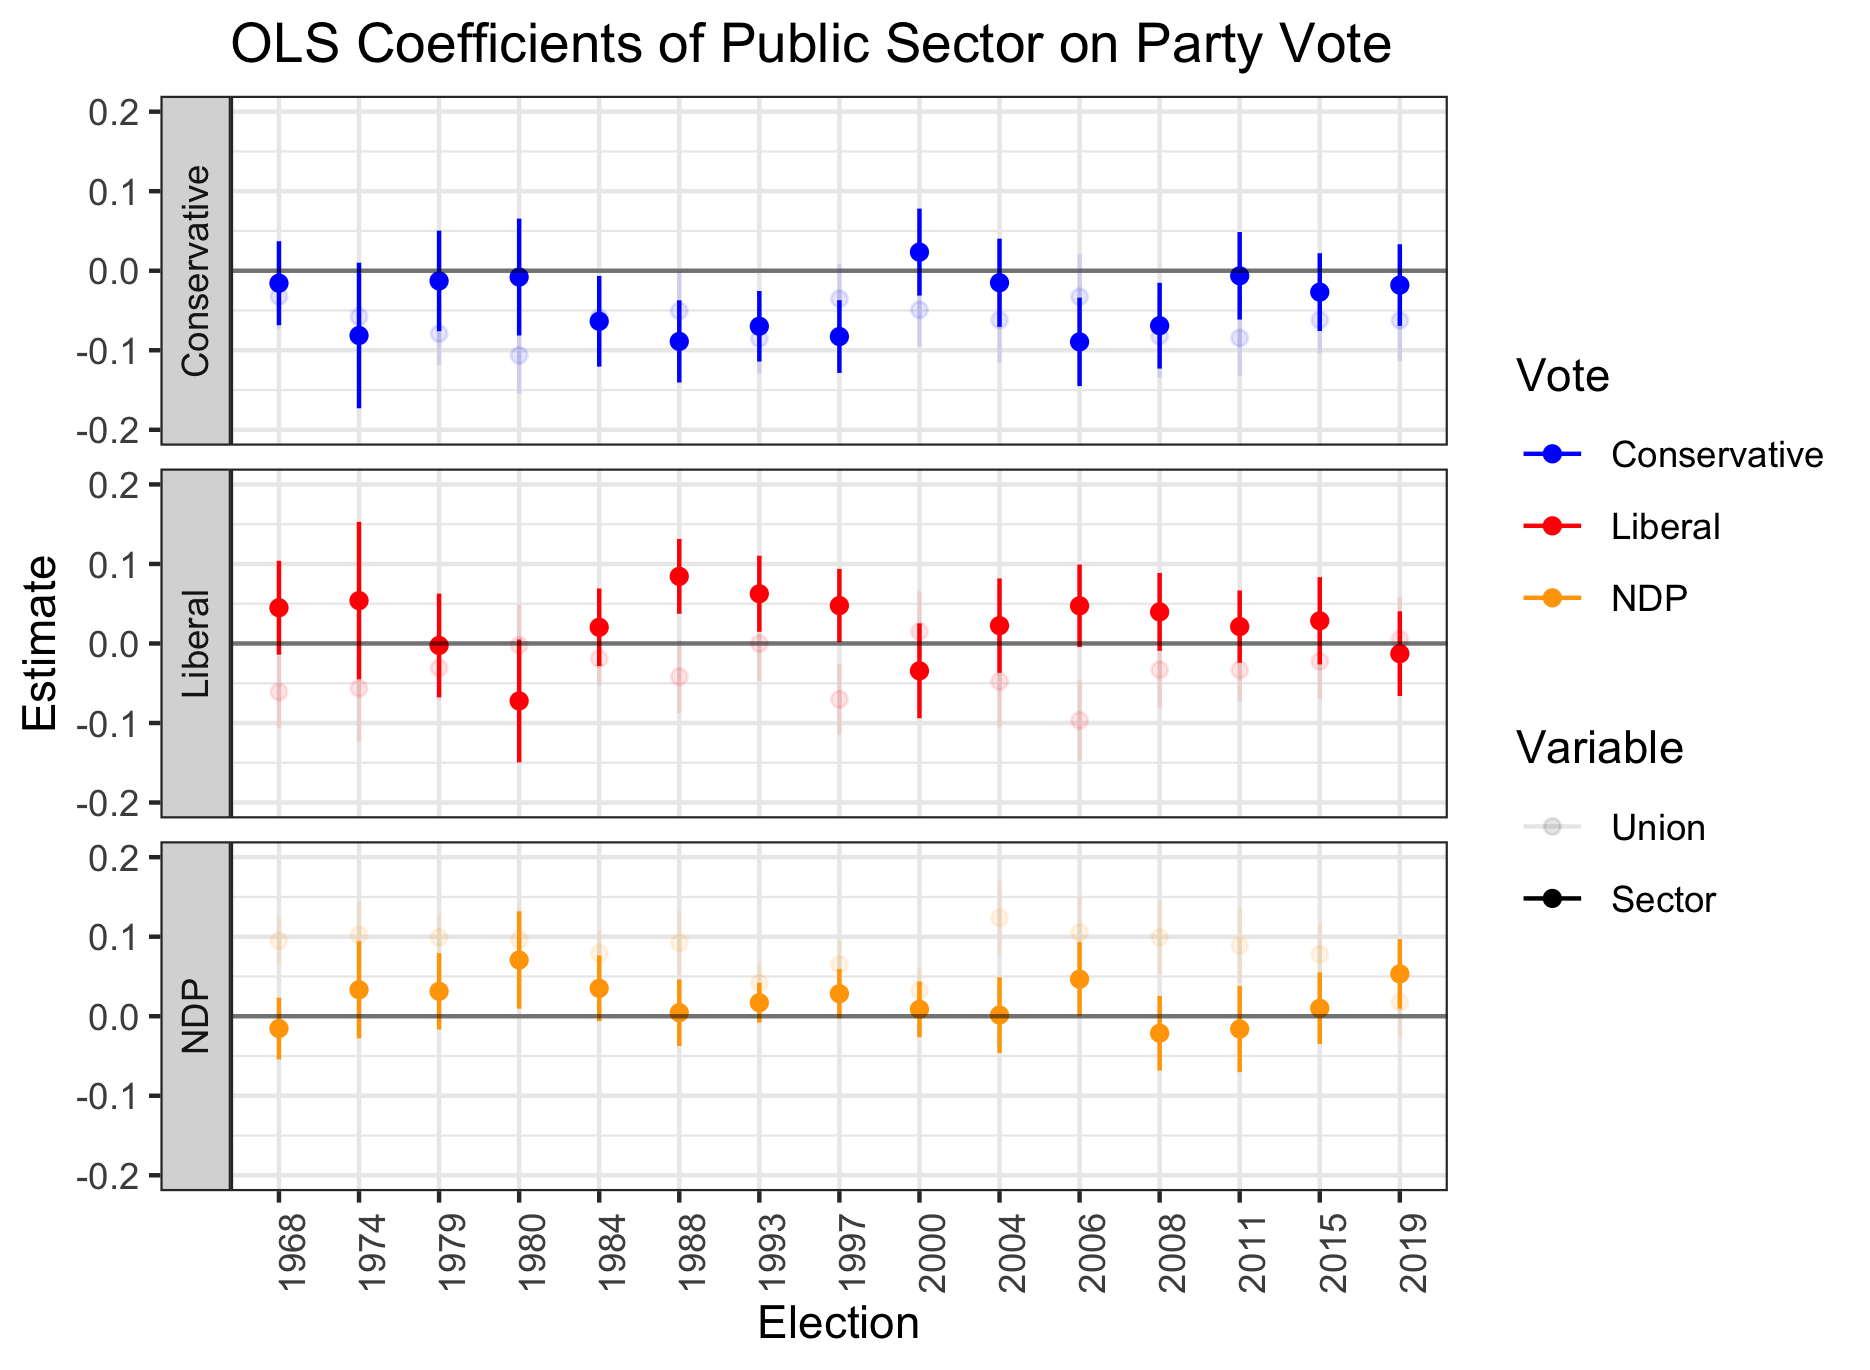 OLS Coefficients of Public Sector on Party Vote
Estimate
Conservative
0.2
0.1
0.0
-0.1
-0.2
Liberal
0.2
0.1
0.0
-0.1
-0.2
NDP
0.2
0.1
0.0
-0.1
-0.2
1968
1974
1979
1980
1984
1988
1993
1997
2000
2004
2006
2008
2011
2015
2019
Election
Vote
Conservative
Liberal
NDP
Variable
Union
Sector